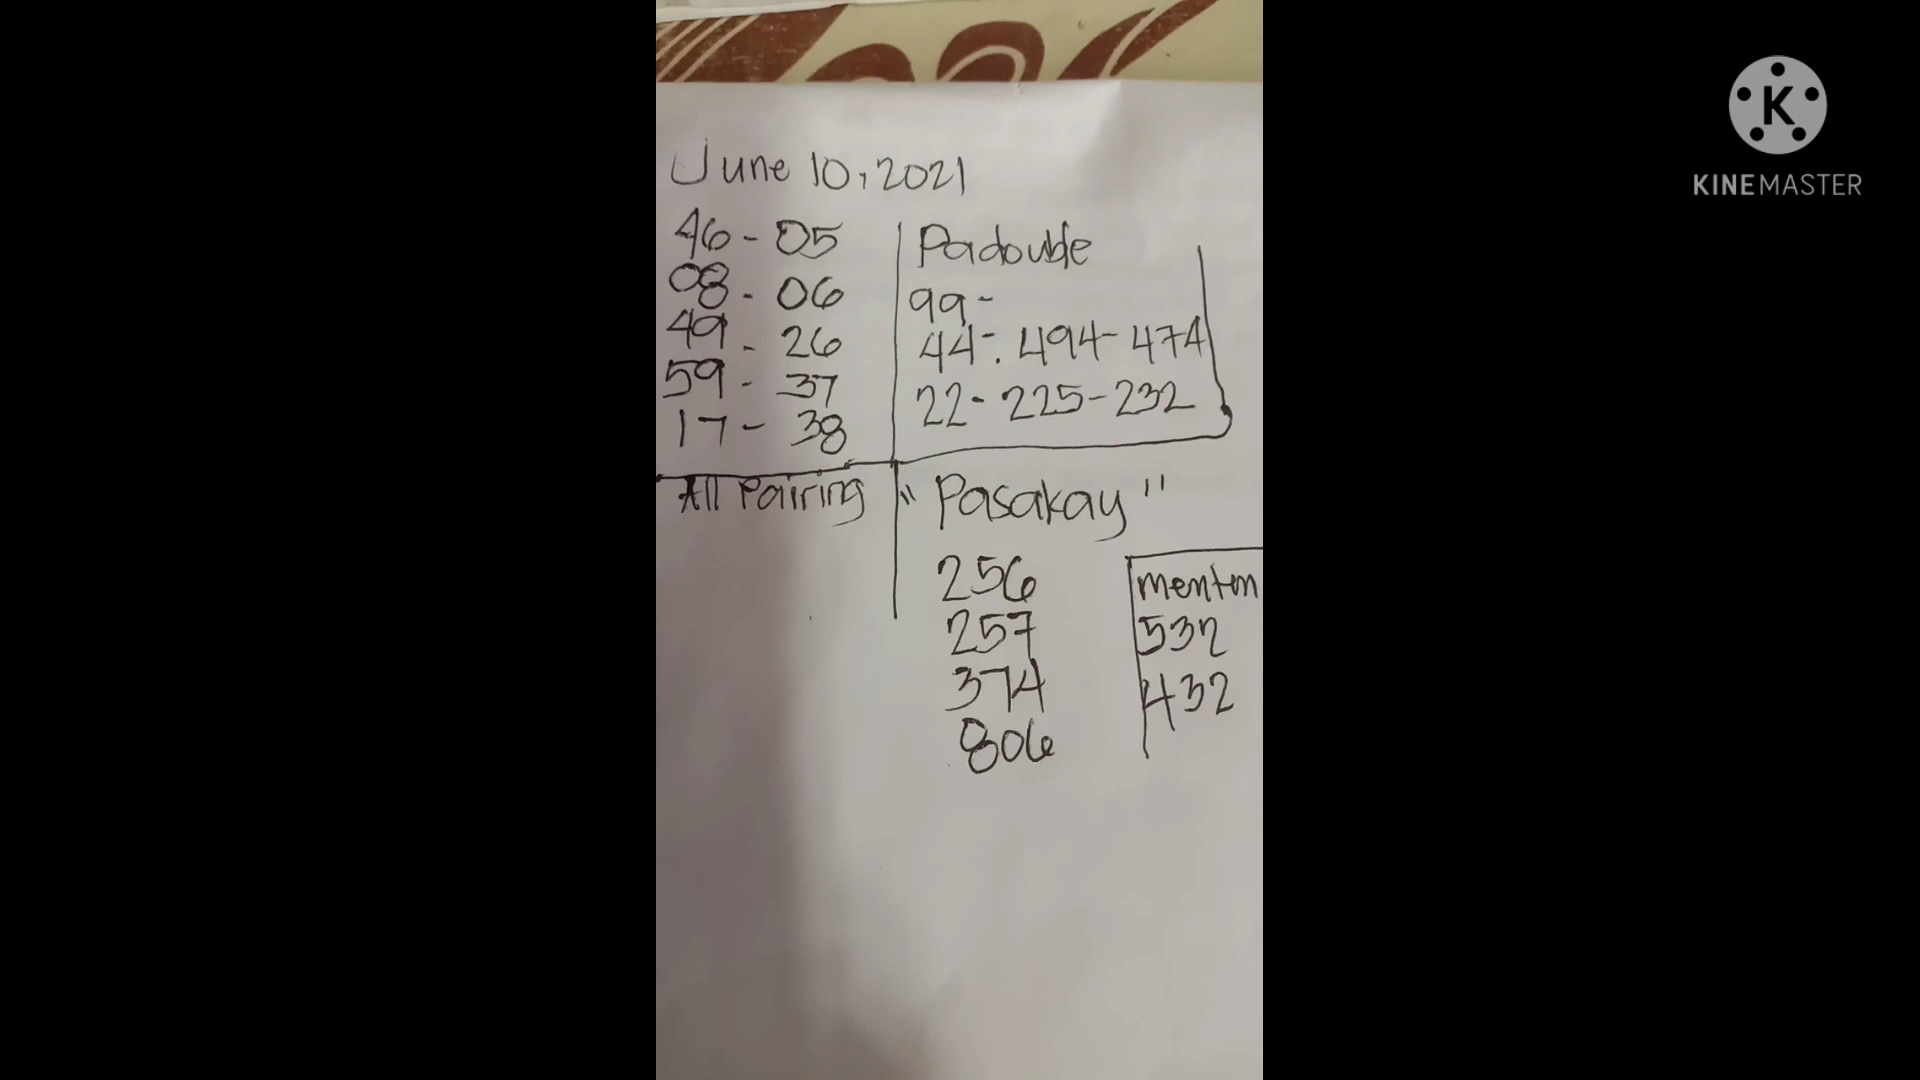 June 10, 2021
46 - 05
08 - 06
49 - 26
59 - 37
17 - 38
All Pairing
Padouble
99 -
44 -. 494 - 474
22 - 225 - 232
"Pasakay"
256
257
374
806
menten
532
432
K
KINEMASTER